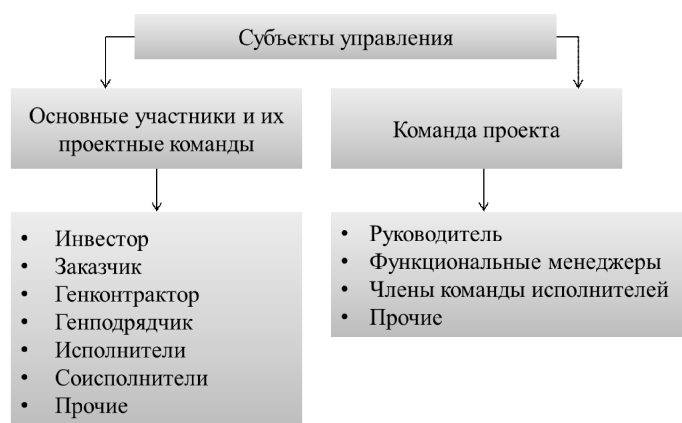 Субъекты управления
Основные участники и их
проектные команды
Команда проекта
• Инвестор
• Заказчик
• Генконтрактор
• Генподрядчик
• Исполнители
• Соисполнители
• Прочие
• Руководитель
• Функциональные менеджеры
• Члены команды исполнителей
• Прочие